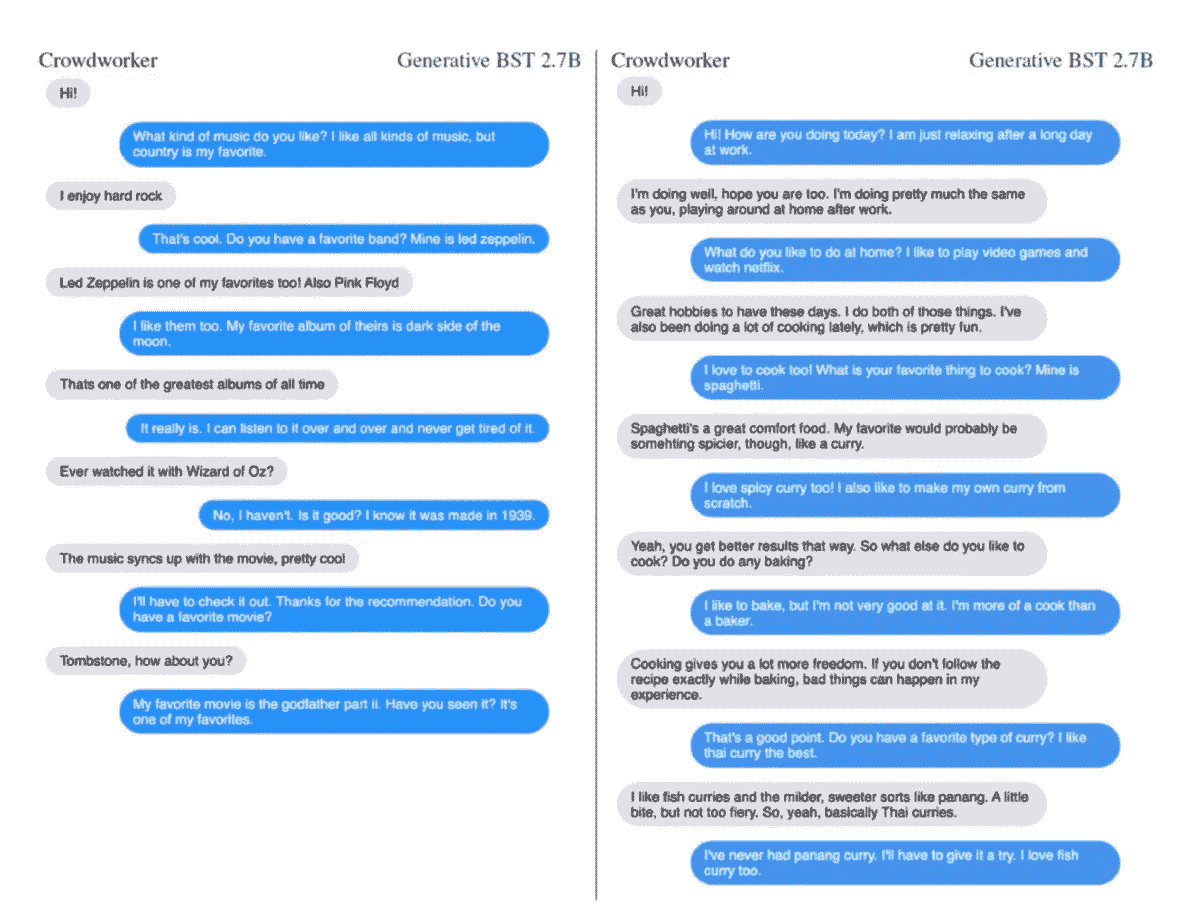 Crowdworker
Generative BST 2.7B
Hi!
What kind of music do you like? I like all kinds of music, but
country is my favorite.
I enjoy hard rock
That's cool. Do you have a favorite band? Mine is led zeppelin.
Led Zeppelin is one of my favorites too! Also Pink Floyd
I like them too. My favorite album of theirs is dark side of the
moon.
Thats one of the greatest albums of all time
It really is. I can listen to it over and over and never get tired of it.
Ever watched it with Wizard of Oz?
No, I haven't. Is it good? I know it was made in 1939.
The music syncs up with the movie, pretty cool
I'll have to check it out. Thanks for the recommendation. Do you
have a favorite movie?
Tombstone, how about you?
My favorite movie is the godfather part ii. Have you seen it? It's
one of my favorites.
Crowdworker
Generative BST 2.7B
Hi!
Hi! How are you doing today? I am just relaxing after a long day
at work.
I'm doing well, hope you are too. I'm doing pretty much the same
as you, playing around at home after work.
What do you like to do at home? I like to play video games and
watch netflix.
Great hobbies to have these days. I do both of those things. I've
also been doing a lot of cooking lately, which is pretty fun.
I love to cook too! What is your favorite thing to cook? Mine is
spaghetti.
Spaghetti's a great comfort food. My favorite would probably be
somehting spicier, though, like a curry.
I love spicy curry too! I also like to make my own curry from
scratch.
Yeah, you get better results that way. So what else do you like to
cook? Do you do any baking?
I like to bake, but I'm not very good at it. I'm more of a cook than
a baker.
Cooking gives you a lot more freedom. If you don't follow the
recipe exactly while baking, bad things can happen in my
experience.
That's a good point. Do you have a favorite type of curry? I like
thai curry the best.
I like fish curries and the milder, sweeter sorts like panang. A little
bite, but not too fiery. So, yeah, basically Thai curries.
I've never had panang curry. I'll have to give it a try. I love fish
curry too.